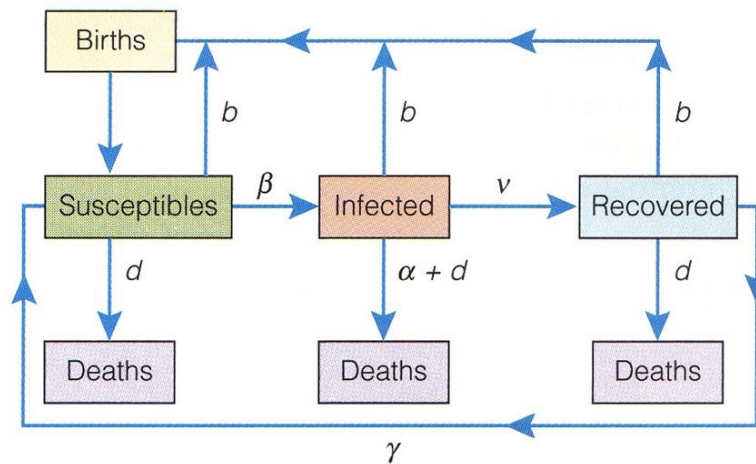 Births
b
b
b
Susceptibles
β
Infected
ν
Recovered
d
α + d
d
Deaths
Deaths
Deaths
γ